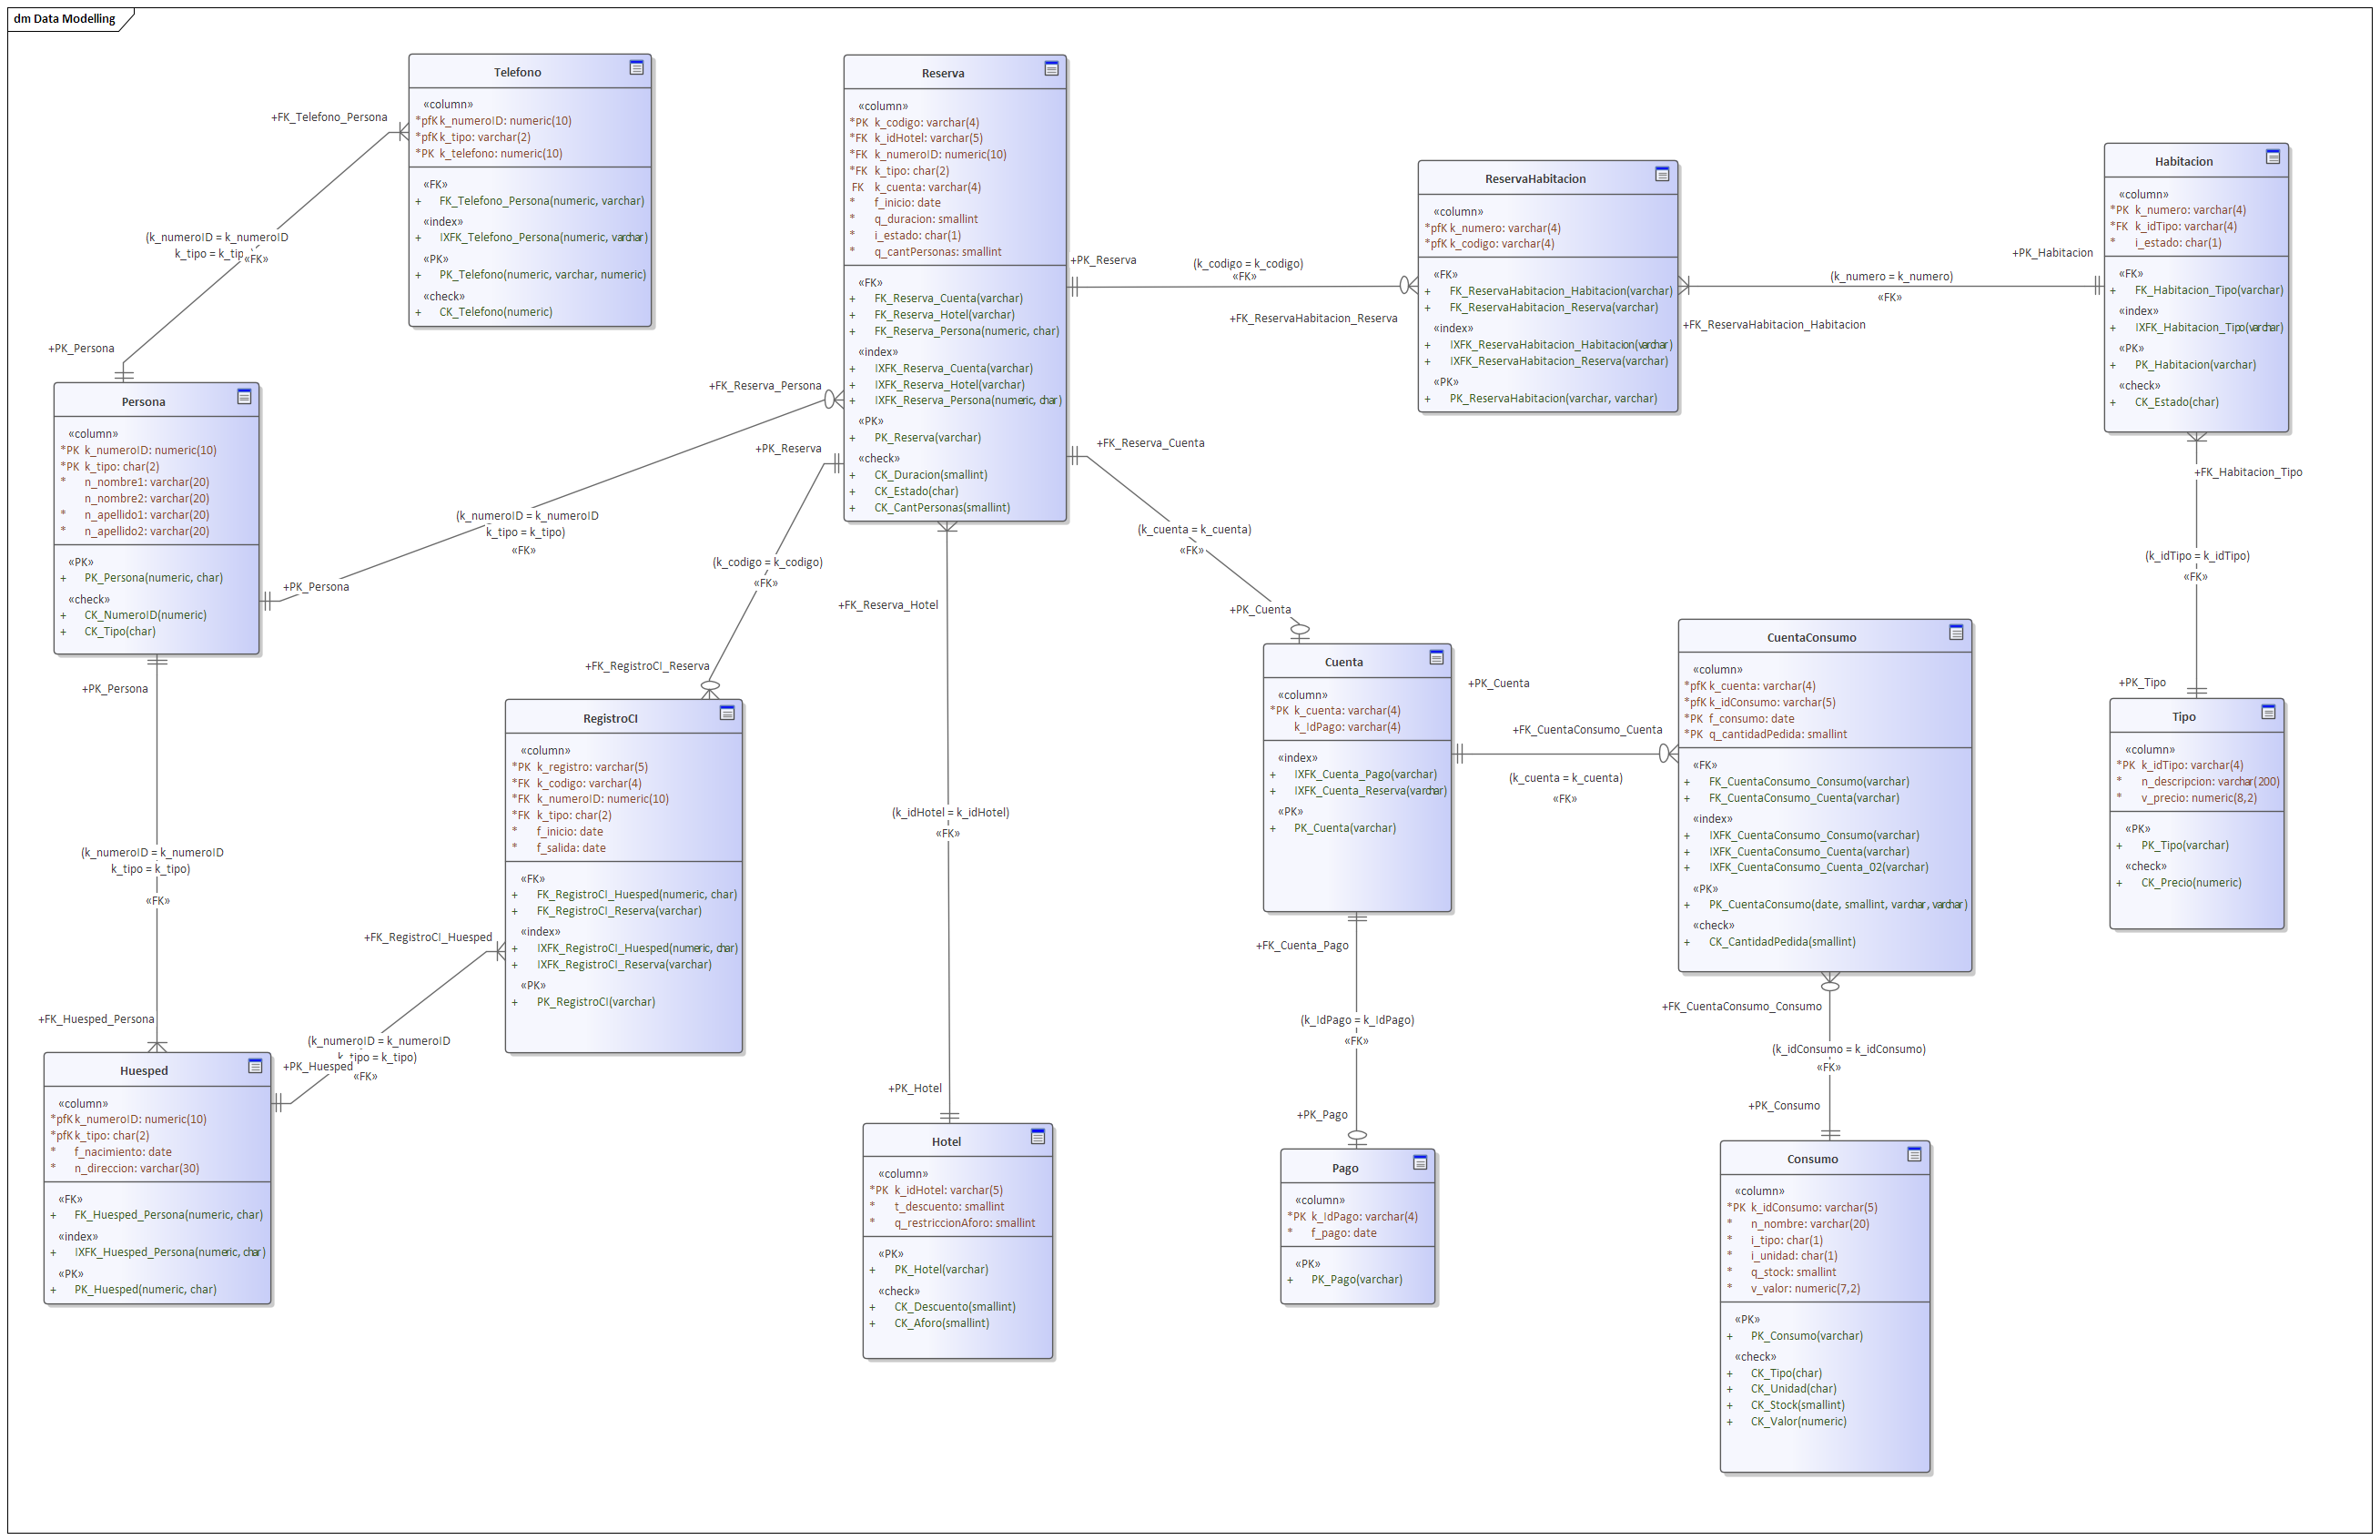 dm Data Modelling
Telefono
«column»
*pfK k_numeroID: numeric(10)
*pfK k_tipo: varchar(2)
*PK k_telefono: numeric(10)
«FK»
+ FK_Telefono_Persona(numeric, varchar)
«index»
+ IXFK_Telefono_Persona(numeric, varchar)
«PK»
+ PK_Telefono(numeric, varchar, numeric)
«check»
+ CK_Telefono(numeric)
+FK_Telefono_Persona
(k_numeroID = k_numeroID
k_tipo = k_tip
«FK»
+PK_Persona
Persona
«column»
*PK k_numeroID: numeric(10)
*PK k_tipo: char(2)
* n_nombre1: varchar(20)
n_nombre2: varchar(20)
* n_apellido1: varchar(20)
* n_apellido2: varchar(20)
«PK»
+ PK_Persona(numeric, char)
«check»
+ CK_NumeroID(numeric)
+ CK_Tipo(char)
+PK_Persona
(k_numeroID = k_numeroID
k_tipo = k_tipo)
«FK»
+FK_Huesped_Persona
Huesped
«column»
*pfK k_numeroID: numeric(10)
*pfK k_tipo: char(2)
* f_nacimiento: date
* n_direccion: varchar(30)
«FK»
+ FK_Huesped_Persona(numeric, char)
«index»
+ IXFK_Huesped_Persona(numeric, char)
«PK»
+ PK_Huesped(numeric, char)
+PK_Persona
(k_numeroID = k_numeroID
k_tipo = k_tipo)
«FK»
+FK_Reserva_Persona
Reserva
«column»
*PK k_codigo: varchar(4)
*FK k_idHotel: varchar(5)
*FK k_numeroID: numeric(10)
*FK k_tipo: char(2)
FK k_cuenta: varchar(4)
* f_inicio: date
* q_duracion: smallint
* i_estado: char(1)
* q_cantPersonas: smallint
«FK»
+ FK_Reserva_Cuenta(varchar)
+ FK_Reserva_Hotel(varchar)
+ FK_Reserva_Persona(numeric, char)
«index»
+ IXFK_Reserva_Cuenta(varchar)
+ IXFK_Reserva_Hotel(varchar)
+ IXFK_Reserva_Persona(numeric, char)
«PK»
+ PK_Reserva(varchar)
«check»
+ CK_Duracion(smallint)
+ CK_Estado(char)
+ CK_CantPersonas(smallint)
+PK_Reserva
(k_codigo = k_codigo)
«FK»
+FK_RegistroCI_Reserva
RegistroCI
«column»
*PK k_registro: varchar(5)
*FK k_codigo: varchar(4)
*FK k_numeroID: numeric(10)
*FK k_tipo: char(2)
* f_inicio: date
* f_salida: date
«FK»
+ FK_RegistroCI_Huesped(numeric, char)
+ FK_RegistroCI_Reserva(varchar)
«index»
+ IXFK_RegistroCI_Huesped(numeric, char)
+ IXFK_RegistroCI_Reserva(varchar)
«PK»
+ PK_RegistroCI(varchar)
+FK_RegistroCI_Huesped
(k_numeroID = k_numeroID
k_tipo = k_tipo)
+PK_Huesped
«FK»
+FK_Reserva_Hotel
(k_idHotel = k_idHotel)
«FK»
+PK_Hotel
Hotel
«column»
*PK k_idHotel: varchar(5)
* t_descuento: smallint
* q_restriccionAforo: smallint
«PK»
+ PK_Hotel(varchar)
«check»
+ CK_Descuento(smallint)
+ CK_Aforo(smallint)
+PK_Reserva
(k_codigo = k_codigo)
«FK»
+FK_ReservaHabitacion_Reserva
ReservaHabitacion
«column»
*pfK k_numero: varchar(4)
*pfK k_codigo: varchar(4)
«FK»
+ FK_ReservaHabitacion_Habitacion(varchar)
+ FK_ReservaHabitacion_Reserva(varchar)
«index»
+ IXFK_ReservaHabitacion_Habitacion(varchar)
+ IXFK_ReservaHabitacion_Reserva(varchar)
«PK»
+ PK_ReservaHabitacion(varchar, varchar)
+PK_Habitacion
(k_numero = k_numero)
«FK»
+FK_ReservaHabitacion_Habitacion
Habitacion
«column»
*PK k_numero: varchar(4)
*FK k_idTipo: varchar(4)
* i_estado: char(1)
«FK»
+ FK_Habitacion_Tipo(varchar)
«index»
+ IXFK_Habitacion_Tipo(varchar)
«PK»
+ PK_Habitacion(varchar)
«check»
+ CK_Estado(char)
+FK_Habitacion_Tipo
(k_idTipo = k_idTipo)
«FK»
+PK_Tipo
Tipo
«column»
*PK k_idTipo: varchar(4)
* n_descripcion: varchar(200)
* v_precio: numeric(8,2)
«PK»
+ PK_Tipo(varchar)
«check»
+ CK_Precio(numeric)
+FK_Reserva_Cuenta
(k_cuenta = k_cuenta)
«FK»
+PK_Cuenta
Cuenta
«column»
*PK k_cuenta: varchar(4)
k_IdPago: varchar(4)
«index»
+ IXFK_Cuenta_Pago(varchar)
+ IXFK_Cuenta_Reserva(varchar)
«PK»
+ PK_Cuenta(varchar)
+PK_Cuenta
+FK_CuentaConsumo_Cuenta
(k_cuenta = k_cuenta)
«FK»
CuentaConsumo
«column»
*pfK k_cuenta: varchar(4)
*pfK k_idConsumo: varchar(5)
*PK f_consumo: date
*PK q_cantidadPedida: smallint
«FK»
+ FK_CuentaConsumo_Consumo(varchar)
+ FK_CuentaConsumo_Cuenta(varchar)
«index»
+ IXFK_CuentaConsumo_Consumo(varchar)
+ IXFK_CuentaConsumo_Cuenta(varchar)
+ IXFK_CuentaConsumo_Cuenta_02(varchar)
«PK»
+ PK_CuentaConsumo(date, smallint, varchar, varchar)
«check»
+ CK_CantidadPedida(smallint)
+FK_Cuenta_Pago
(k_IdPago = k_IdPago)
«FK»
+PK_Pago
Pago
«column»
*PK k_IdPago: varchar(4)
* f_pago: date
«PK»
+ PK_Pago(varchar)
+FK_CuentaConsumo_Consumo
(k_idConsumo = k_idConsumo)
«FK»
+PK_Consumo
Consumo
«column»
*PK k_idConsumo: varchar(5)
* n_nombre: varchar(20)
* i_tipo: char(1)
* i_unidad: char(1)
* q_stock: smallint
* v_valor: numeric(7,2)
«PK»
+ PK_Consumo(varchar)
«check»
+ CK_Tipo(char)
+ CK_Unidad(char)
+ CK_Stock(smallint)
+ CK_Valor(numeric)